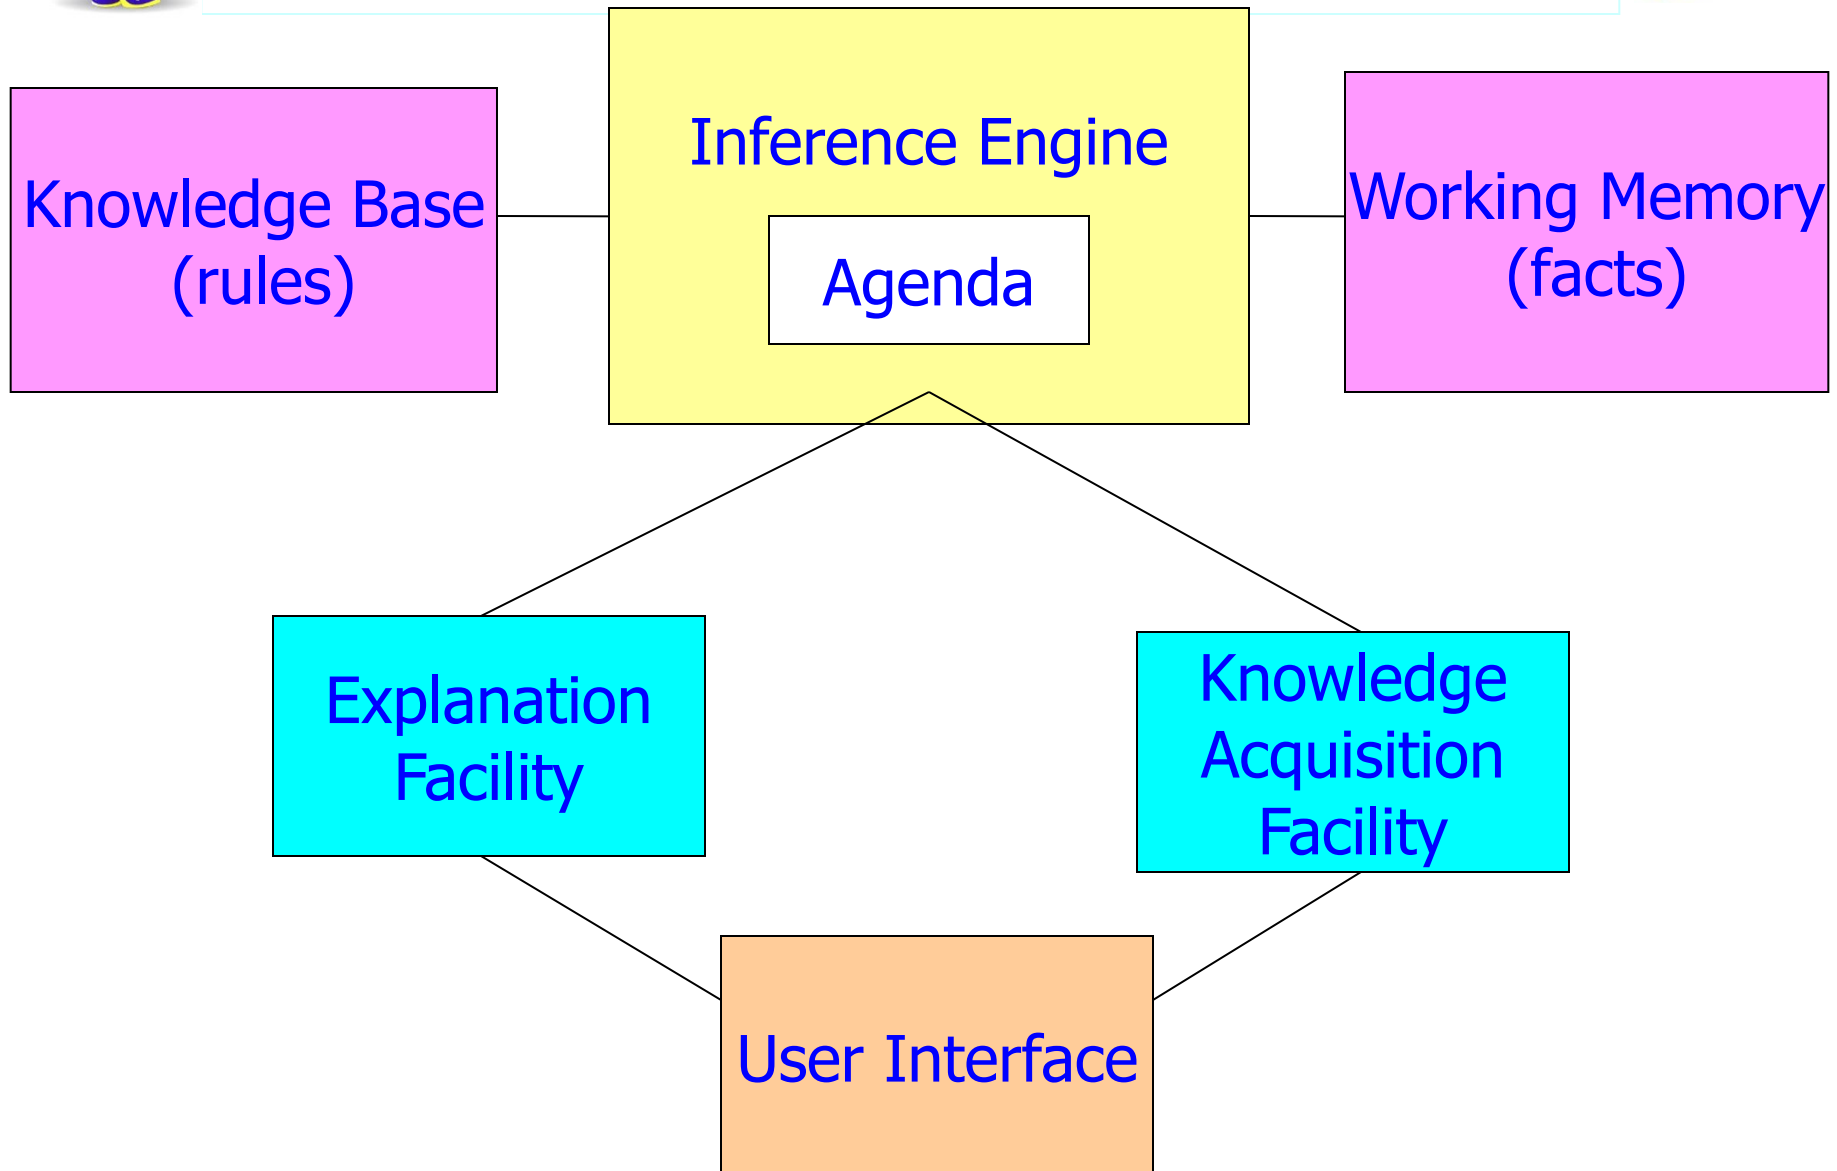 Inference Engine
Agenda
Knowledge Base
(rules)
Working Memory
(facts)
Explanation
Facility
Knowledge
Acquisition
Facility
User Interface